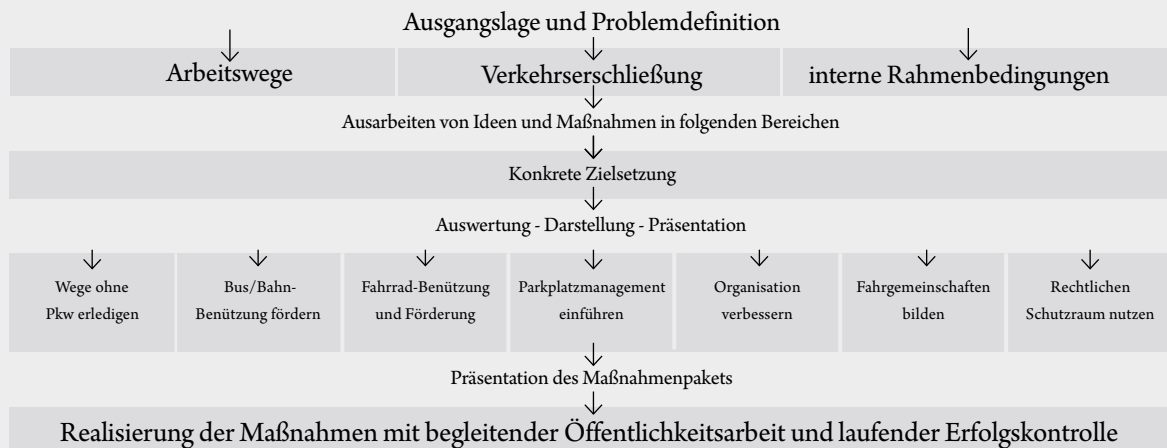 Ausgangslage und Problemdefinition
Arbeitswege
Verkehrserschließung
interne Rahmenbedingungen
Ausarbeiten von Ideen und Maßnahmen in folgenden Bereichen
Konkrete Zielsetzung
Auswertung - Darstellung - Präsentation
Wege ohne
Pkw erledigen
Bus/Bahn-
Benützung fördern
Fahrrad-Benützung
und Förderung
Parkplatzmanagement
einführen
Organisation
verbessern
Fahrgemeinschaften
bilden
Rechtlichen
Schutzraum nutzen
Präsentation des Maßnahmenpakets
Realisierung der Maßnahmen mit begleitender Öffentlichkeitsarbeit und laufender Erfolgskontrolle